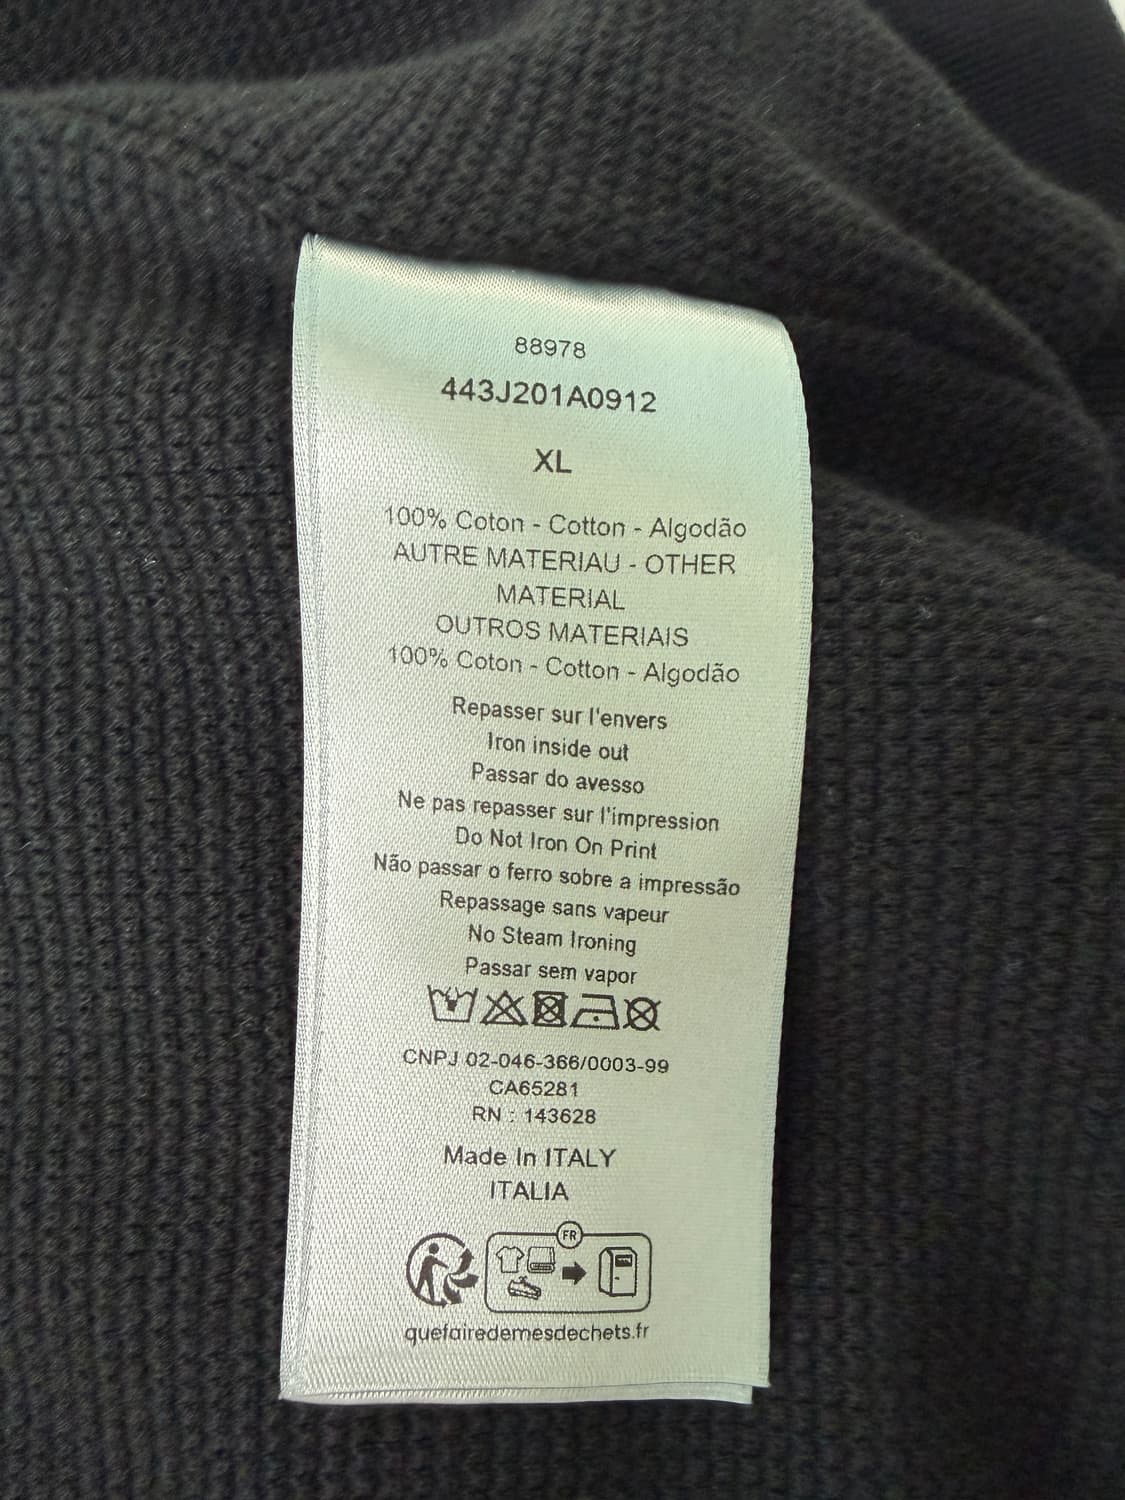 88978
443J201A0912
XL
100% Coton - Cotton - Algodão
AUTRE MATERIAU - OTHER
MATERIAL
OUTROS MATERIAIS
100% Coton - Cotton - Algodão
Repasser sur l'envers
Iron inside out
Passar do avesso
Ne pas repasser sur l'impression
Do Not Iron On Print
Não passar o ferro sobre a impressão
Repassage sans vapeur
No Steam Ironing
Passar sem vapor
CNPJ 02-046-366/0003-99
CA65281
RN : 143628
Made In ITALY
ITALIA
FR
quefairedemesdechets.fr